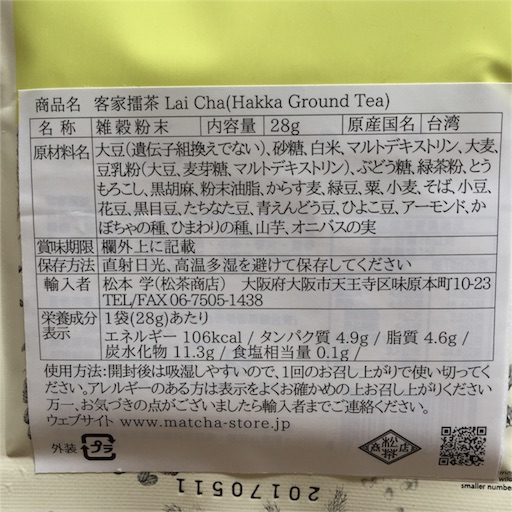 商品名 客家擂茶 Lai Cha(Hakka Ground Tea)
名 称 雑穀粉末 内容量 28g 原産国名 台湾
原材料名 大豆(遺伝子組換えでない)、砂糖、白米、マルトデキストリン、大麦、
豆乳粉(大豆、麦芽糖、マルトデキストリン)、ぶどう糖、緑茶粉、とう
もろこし、黒胡麻、粉末油脂、からす麦、緑豆、粟、小麦、そば、小豆、
花豆、黒目豆、たちなた豆、青えんどう豆、ひよこ豆、アーモンド、か
ぼちゃの種、ひまわりの種、山芋、オニバスの実
賞味期限 欄外上に記載
保存方法 直射日光、高温多湿を避けて保存してください
輸入者 松本 学(松茶商店) 大阪府大阪市天王寺区味原本町10-23
TEL/FAX 06-7505-1438
栄養成分 1袋(28g)あたり
表示 エネルギー 106kcal / タンパク質 4.9g / 脂質 4.6g /
炭水化物 11.3g / 食塩相当量 0.1g /
使用方法:開封後は吸湿しやすいので、1回のお召し上がりで使い切ってく
ださい。アレルギーのある方は表示をよくお確かめの上お召し上がりください
万一、お気づきの点がございましたら輸入者までご連絡ください。
ウェブサイト www.matcha-store.jp
外装 プラ
商松茶店
smaller number
20170511